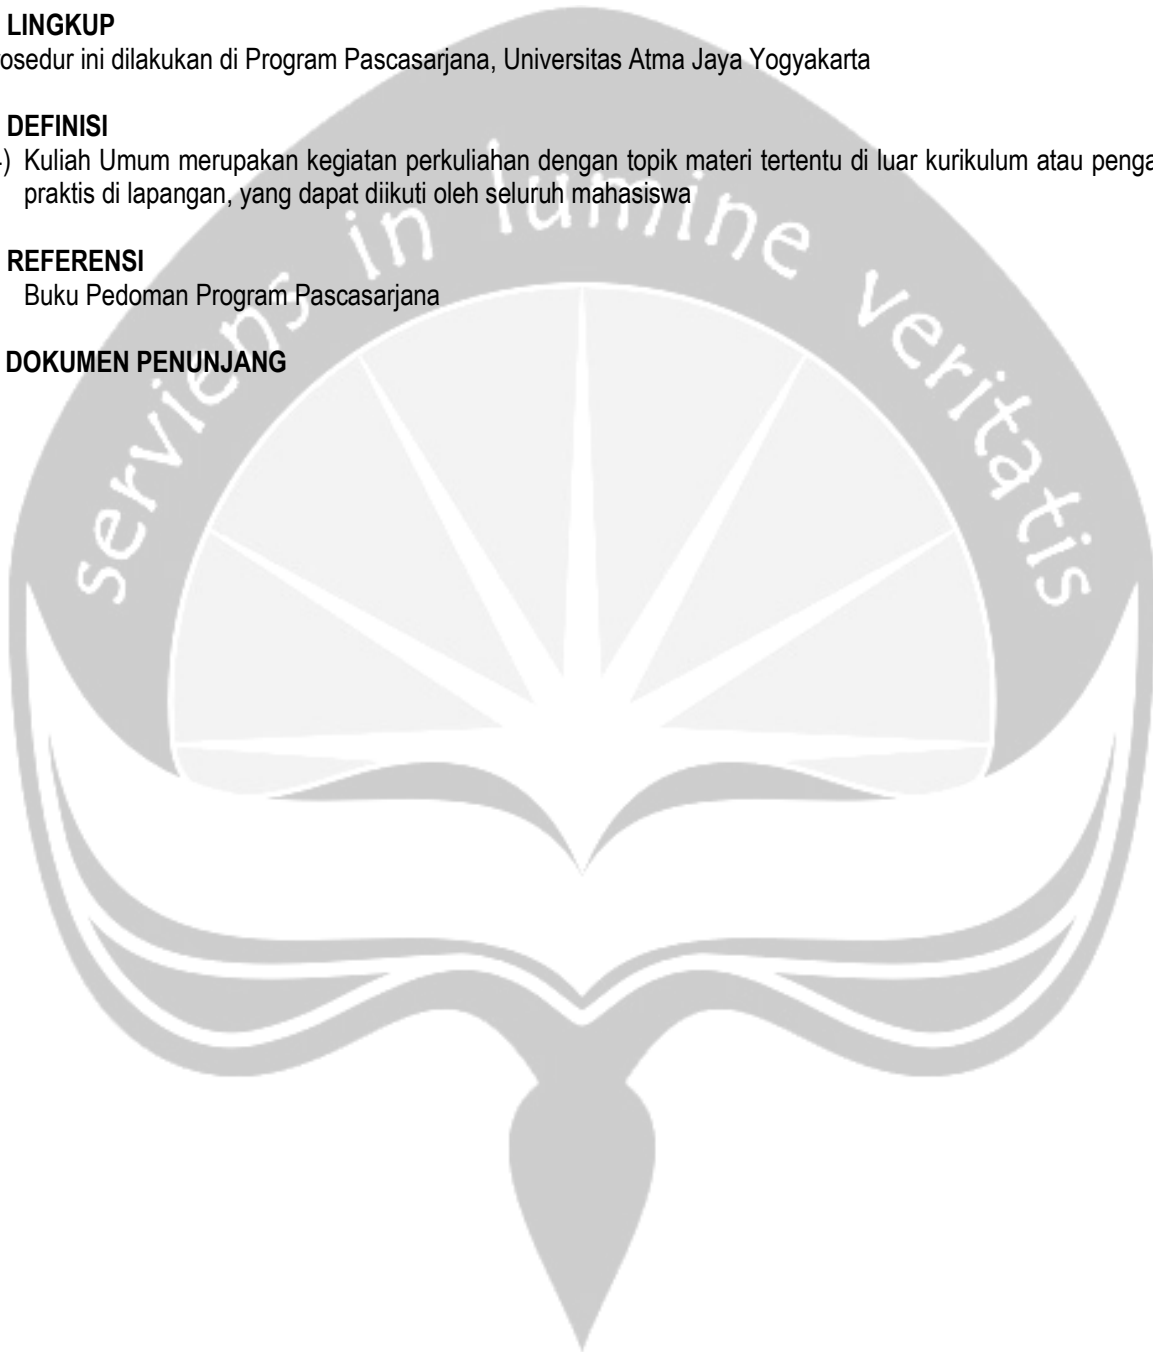 LINGKUP
rosedur ini dilakukan di Program Pascasarjana, Universitas Atma Jaya Yogyakarta
DEFINISI
) Kuliah Umum merupakan kegiatan perkuliahan dengan topik materi tertentu di luar kurikulum atau penga
praktis di lapangan, yang dapat diikuti oleh seluruh mahasiswa
REFERENSI
Buku Pedoman Program Pascasarjana
DOKUMEN PENUNJANG
serviens in lumine veritatis